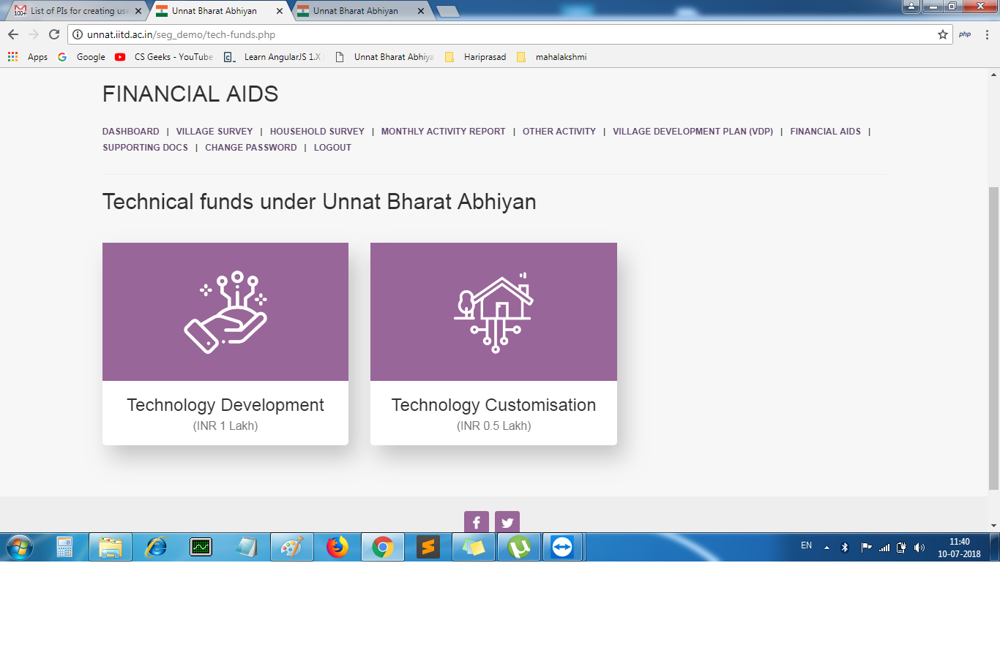 List of PIs for creating use
Unnat Bharat Abhiyan
Unnat Bharat Abhiyan
unnat.iitd.ac.in/seg_demo/tech-funds.php
php
Apps
Google
CS Geeks - YouTube
Learn AngularJS 1.X
Unnat Bharat Abhiya
Hariprasad
mahalakshmi
FINANCIAL AIDS
DASHBOARD | VILLAGE SURVEY | HOUSEHOLD SURVEY | MONTHLY ACTIVITY REPORT | OTHER ACTIVITY | VILLAGE DEVELOPMENT PLAN (VDP) | FINANCIAL AIDS |
SUPPORTING DOCS | CHANGE PASSWORD | LOGOUT
Technical funds under Unnat Bharat Abhiyan
Technology Development
(INR 1 Lakh)
Technology Customisation
(INR 0.5 Lakh)
EN
11:40
10-07-2018